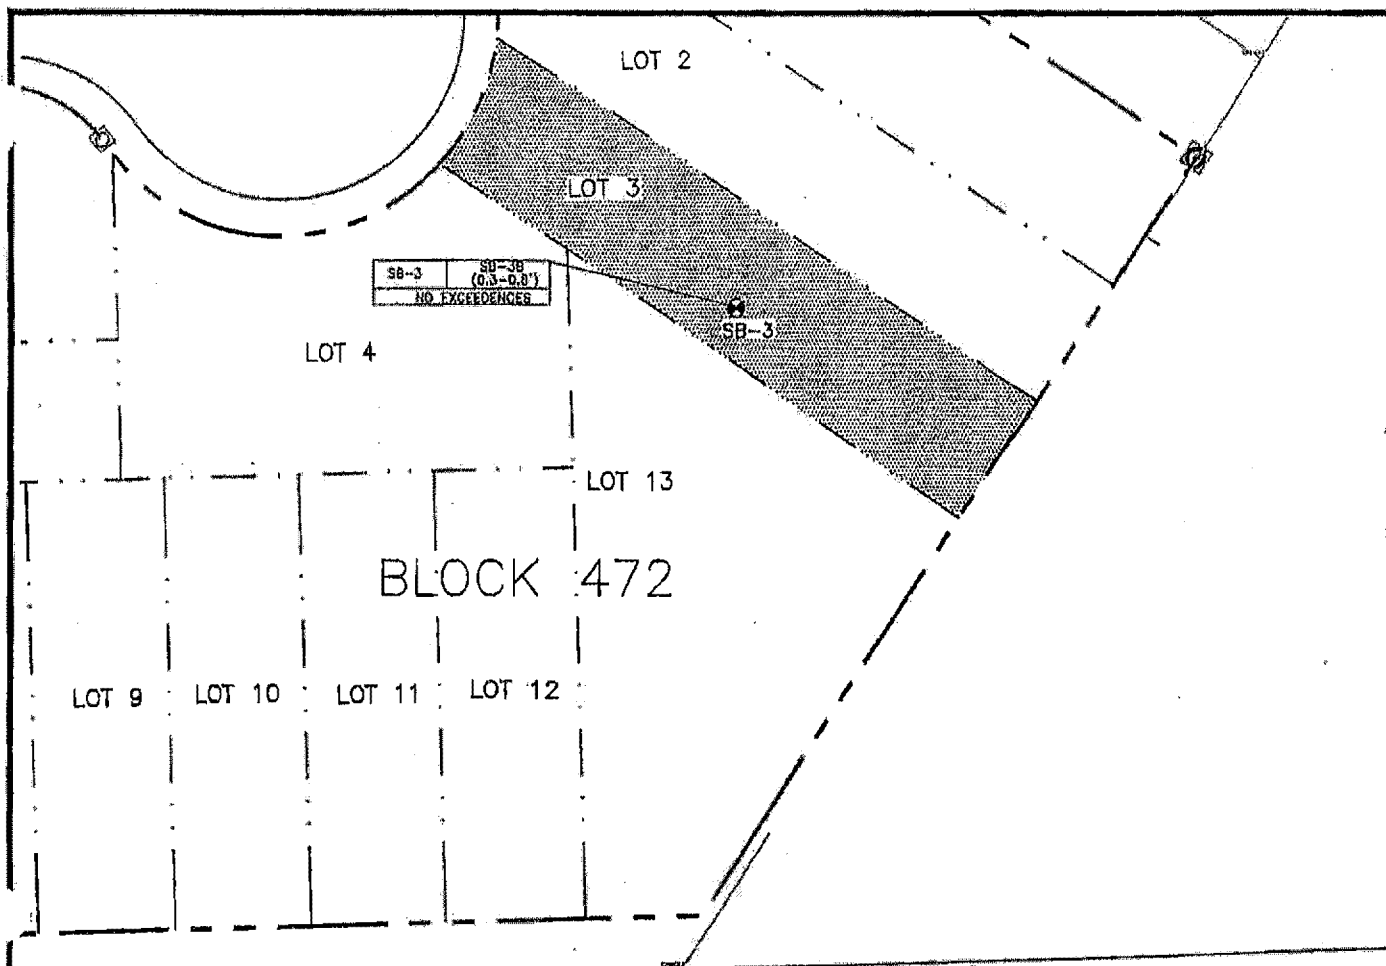 LOT 2
LOT 3
SB-3 SB-3B
(0.3-0.8')
NO EXCEEDENCES
SB-3
LOT 4
LOT 13
BLOCK 472
LOT 9 LOT 10 LOT 11 LOT 12